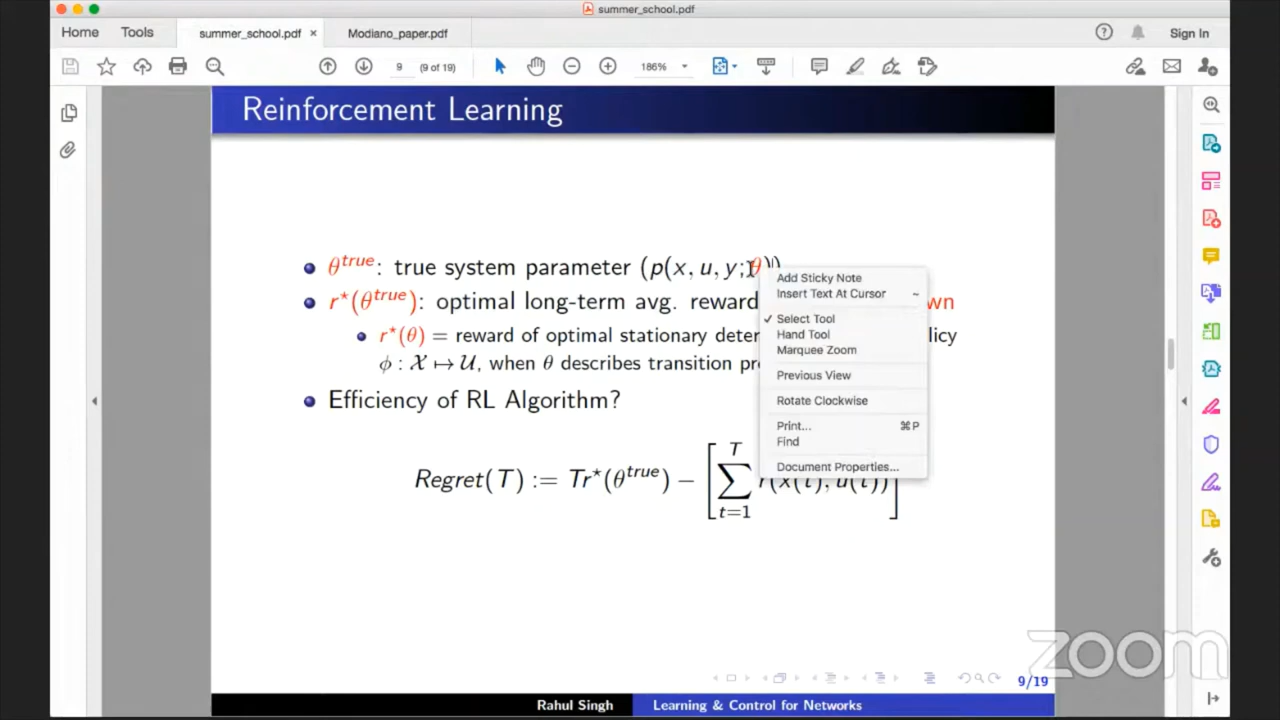 summer_school.pdf
Home Tools summer_school.pdf × Modiano_paper.pdf Sign In
9 (9 of 19) 186%
Reinforcement Learning
θ^true: true system parameter (p(x, u, y; θ))
r*(θ^true): optimal long-term avg. reward wn
r*(θ) = reward of optimal stationary deter licy
ϕ : X ↦ U, when θ describes transition pr
Efficiency of RL Algorithm?
Regret(T) := Tr*(θ^true) − [∑_{t=1}^{T} r(x(t), u(t))]
Add Sticky Note
Insert Text At Cursor ~
✓ Select Tool
Hand Tool
Marquee Zoom
Previous View
Rotate Clockwise
Print... ⌘P
Find
Document Properties...
zoom
9/19
Rahul Singh Learning & Control for Networks